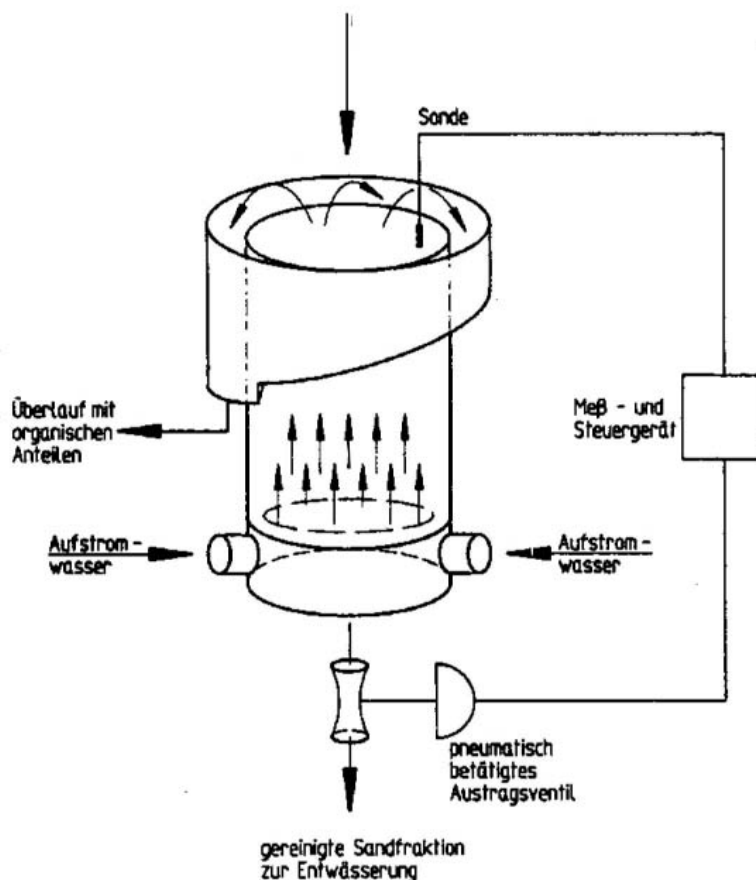 Sonde
Meß - und
Steuergerät
Überlauf mit
organischen
Anteilen
Aufstrom-
wasser
Aufstrom-
wasser
pneumatisch
betätigtes
Austragsventil
gereinigte Sandfraktion
zur Entwässerung